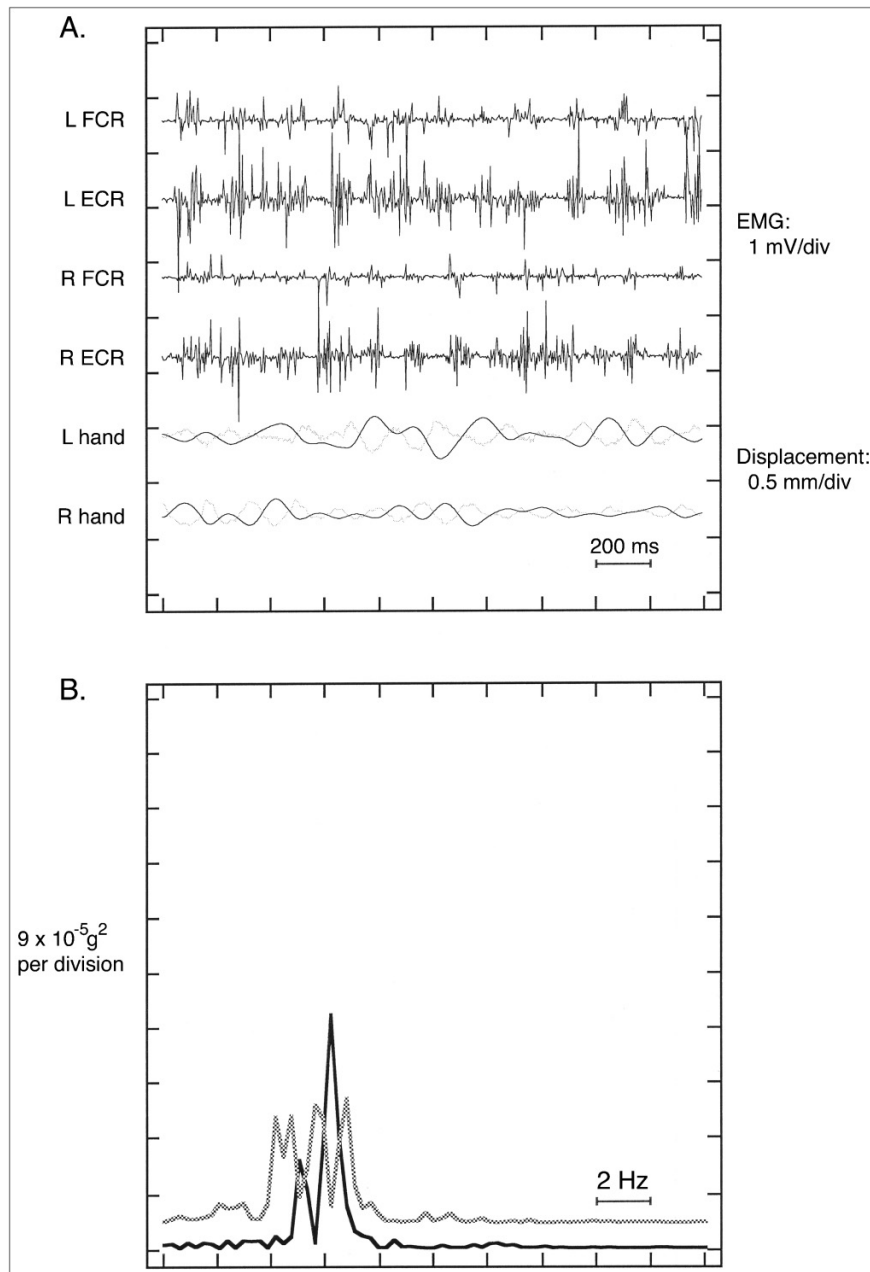 A.
L FCR
L ECR
R FCR
R ECR
L hand
R hand
EMG:
1 mV/div
Displacement:
0.5 mm/div
200 ms
B.
9 x 10⁻⁵g²
per division
2 Hz